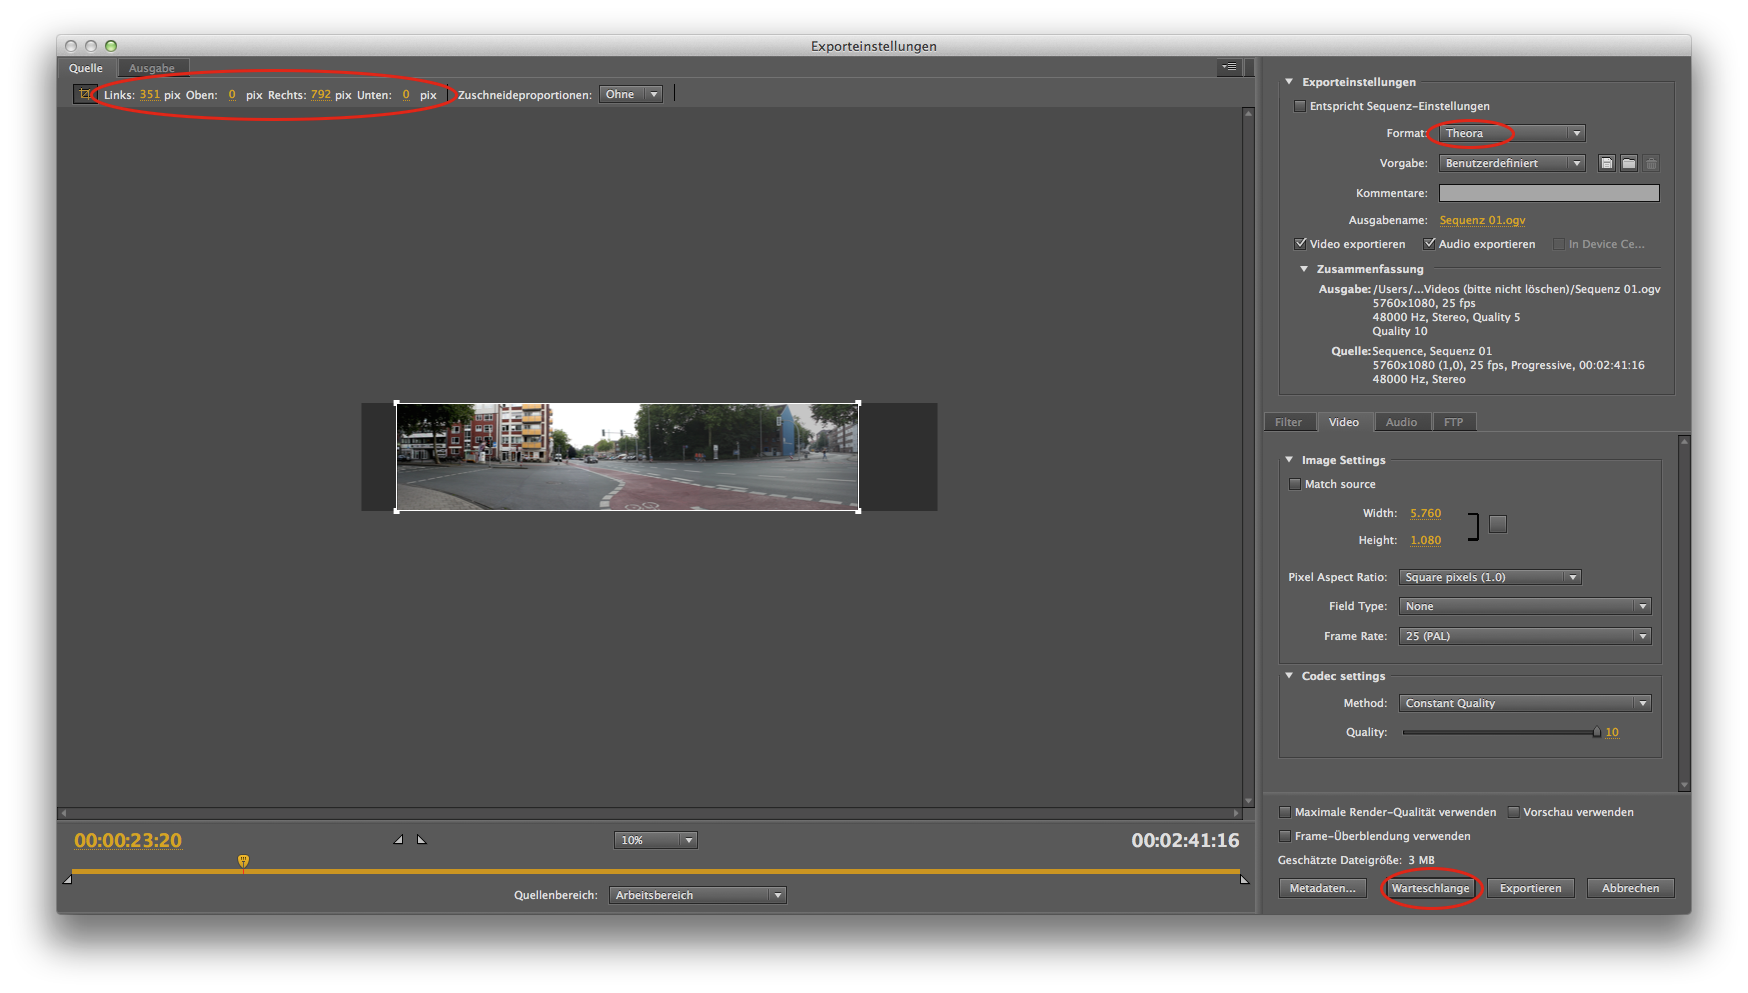 Exporteinstellungen
Quelle
Ausgabe
Links: 351 pix Oben: 0 pix Rechts: 792 pix Unten: 0 pix
Zuschneideproportionen: Ohne
00:00:23:20
10%
00:02:41:16
Quellenbereich: Arbeitsbereich
Exporteinstellungen
Entspricht Sequenz-Einstellungen
Format: Theora
Vorgabe: Benutzerdefiniert
Kommentare:
Ausgabename: Sequenz 01.ogv
Video exportieren
Audio exportieren
In Device Ce...
Zusammenfassung
Ausgabe: /Users/...Videos (bitte nicht löschen)/Sequenz 01.ogv
5760x1080, 25 fps
48000 Hz, Stereo, Quality 5
Quality 10
Quelle: Sequence, Sequenz 01
5760x1080 (1,0), 25 fps, Progressive, 00:02:41:16
48000 Hz, Stereo
Filter
Video
Audio
FTP
Image Settings
Match source
Width: 5.760
Height: 1.080
Pixel Aspect Ratio: Square pixels (1.0)
Field Type: None
Frame Rate: 25 (PAL)
Codec settings
Method: Constant Quality
Quality: 10
Maximale Render-Qualität verwenden
Vorschau verwenden
Frame-Überblendung verwenden
Geschätzte Dateigröße: 3 MB
Metadaten...
Warteschlange
Exportieren
Abbrechen